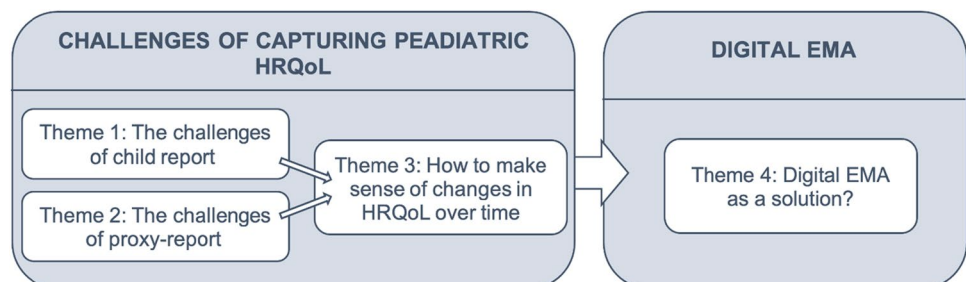 CHALLENGES OF CAPTURING PEADIATRIC
HRQoL
Theme 1: The challenges
of child report
Theme 2: The challenges
of proxy-report
Theme 3: How to make
sense of changes in
HRQoL over time
DIGITAL EMA
Theme 4: Digital EMA
as a solution?